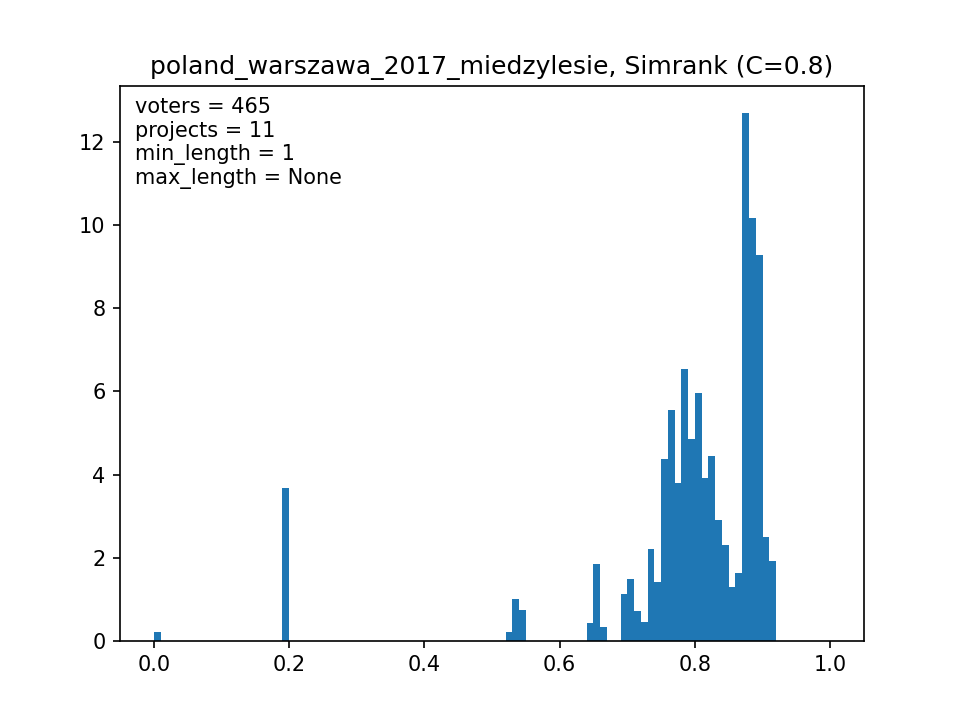 poland_warszawa_2017_miedzylesie, Simrank (C=0.8)
voters = 465
projects = 11
min_length = 1
max_length = None
12
10
8
6
4
2
0
0.0 0.2 0.4 0.6 0.8 1.0